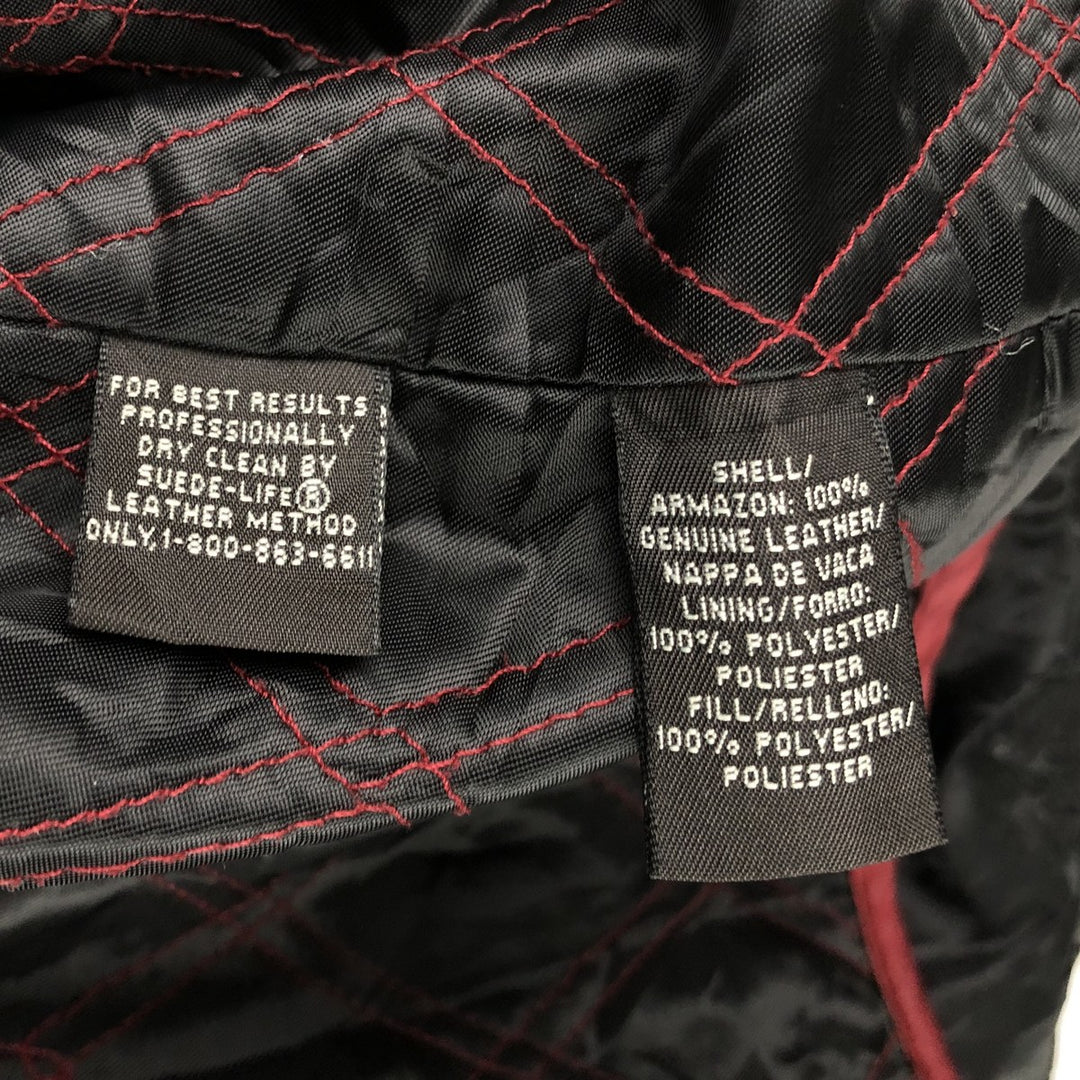 FOR BEST RESULTS
PROFESSIONALLY
DRY CLEAN BY
SUEDE-LIFE®
LEATHER METHOD
ONLY, 1-800-863-6611
SHELL/
ARMAZON: 100%
GENUINE LEATHER/
NAPPA DE VACA
LINING/FORRO:
100% POLYESTER/
POLIESTER
FILL/RELLENO:
100% POLYESTER/
POLIESTER